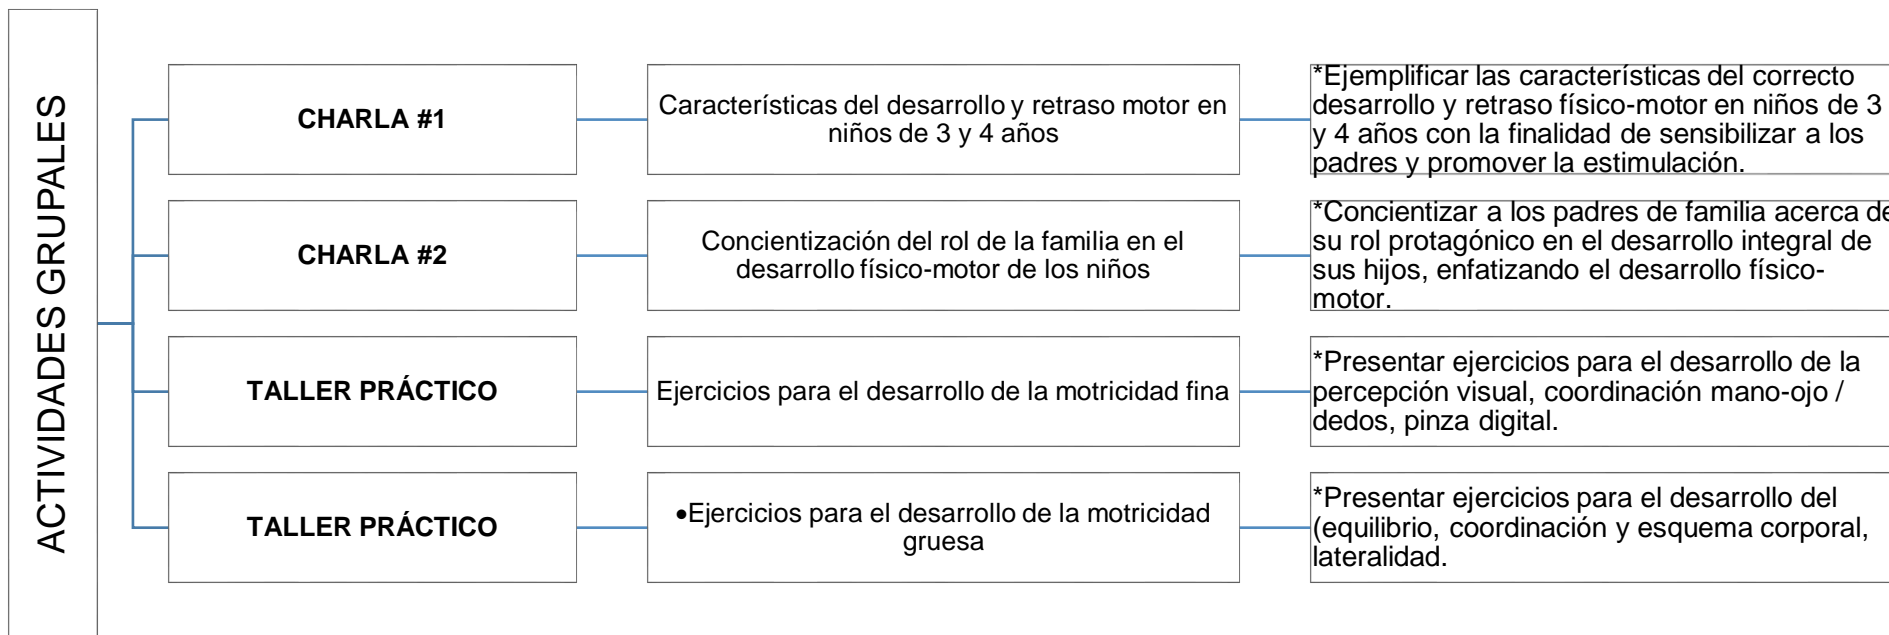 ACTIVIDADES GRUPALES
CHARLA #1
Características del desarrollo y retraso motor en
niños de 3 y 4 años
*Ejemplificar las características del correcto
desarrollo y retraso físico-motor en niños de 3
y 4 años con la finalidad de sensibilizar a los
padres y promover la estimulación.
CHARLA #2
Concientización del rol de la familia en el
desarrollo físico-motor de los niños
*Concientizar a los padres de familia acerca de
su rol protagónico en el desarrollo integral de
sus hijos, enfatizando el desarrollo físico-
motor.
TALLER PRÁCTICO
Ejercicios para el desarrollo de la motricidad fina
*Presentar ejercicios para el desarrollo de la
percepción visual, coordinación mano-ojo /
dedos, pinza digital.
TALLER PRÁCTICO
•Ejercicios para el desarrollo de la motricidad
gruesa
*Presentar ejercicios para el desarrollo del
(equilibrio, coordinación y esquema corporal,
lateralidad.